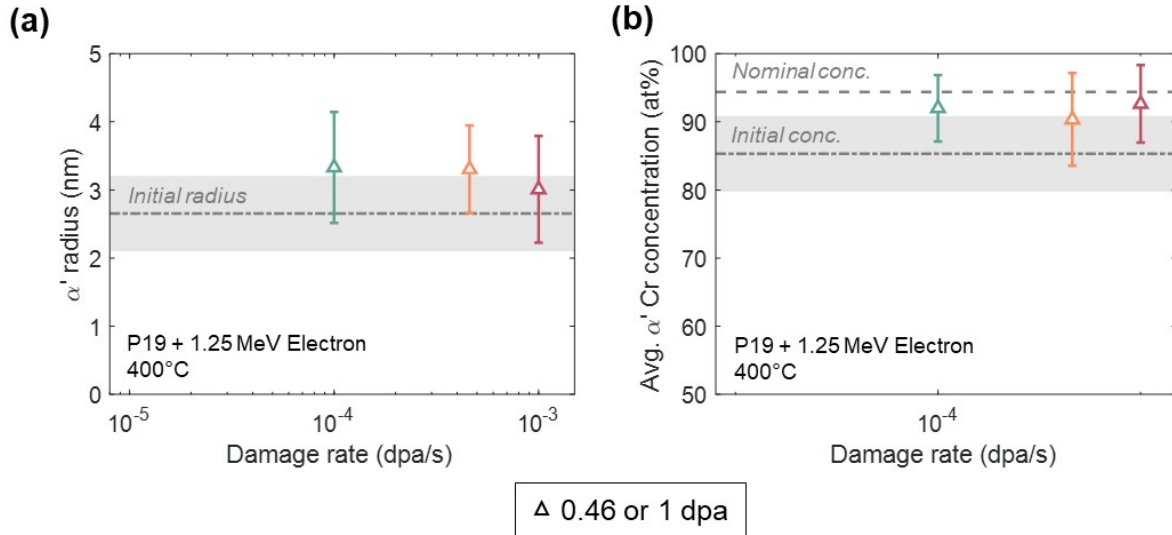 (a)
5
4
3
2
1
0
α' radius (nm)
Initial radius
P19 + 1.25 MeV Electron
400°C
10^-5
10^-4
10^-3
Damage rate (dpa/s)
(b)
100
90
80
70
60
50
Avg. α' Cr concentration (at%)
Nominal conc.
Initial conc.
P19 + 1.25 MeV Electron
400°C
10^-4
Damage rate (dpa/s)
0.46 or 1 dpa